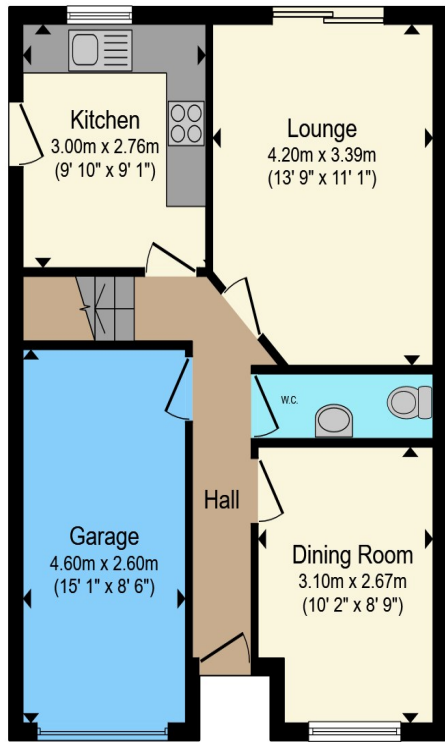 Kitchen
3.00m x 2.76m
(9' 10" x 9' 1")
Lounge
4.20m x 3.39m
(13' 9" x 11' 1")
W.C.
Hall
Garage
4.60m x 2.60m
(15' 1" x 8' 6")
Dining Room
3.10m x 2.67m
(10' 2" x 8' 9")